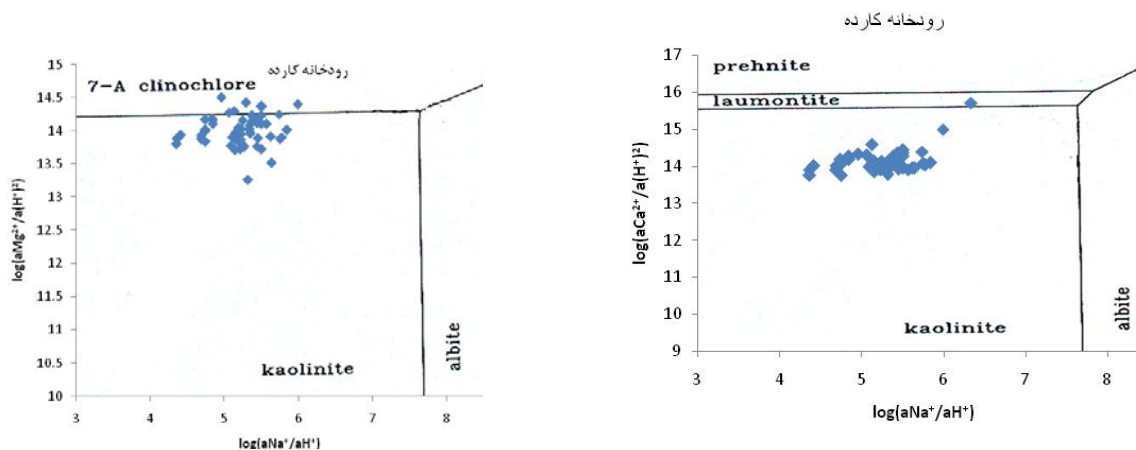 رودخانه کارده
15
7-A clinochlore
14.5
14
13.5
13
12.5
12
11.5
11
10.5
10
log(aMg²⁺/a(H⁺)²)
kaolinite
albite
3 4 5 6 7 8
log(aNa⁺/aH⁺)
رودخانه کارده
17
prehnite
16
laumontite
15
14
13
12
11
10
9
log(aCa²⁺/a(H⁺)²)
kaolinite
albite
3 4 5 6 7 8
log(aNa⁺/aH⁺)